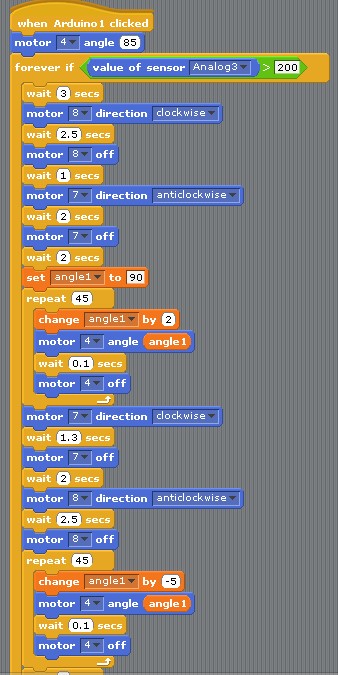 when Arduino1 clicked
motor 4 angle 85
forever if value of sensor Analog3 > 200
wait 3 secs
motor 8 direction clockwise
wait 2.5 secs
motor 8 off
wait 1 secs
motor 7 direction anticlockwise
wait 2 secs
motor 7 off
wait 2 secs
set angle1 to 90
repeat 45
change angle1 by 2
motor 4 angle angle1
wait 0.1 secs
motor 4 off
motor 7 direction clockwise
wait 1.3 secs
motor 7 off
wait 2 secs
motor 8 direction anticlockwise
wait 2.5 secs
motor 8 off
repeat 45
change angle1 by -5
motor 4 angle angle1
wait 0.1 secs
motor 4 off